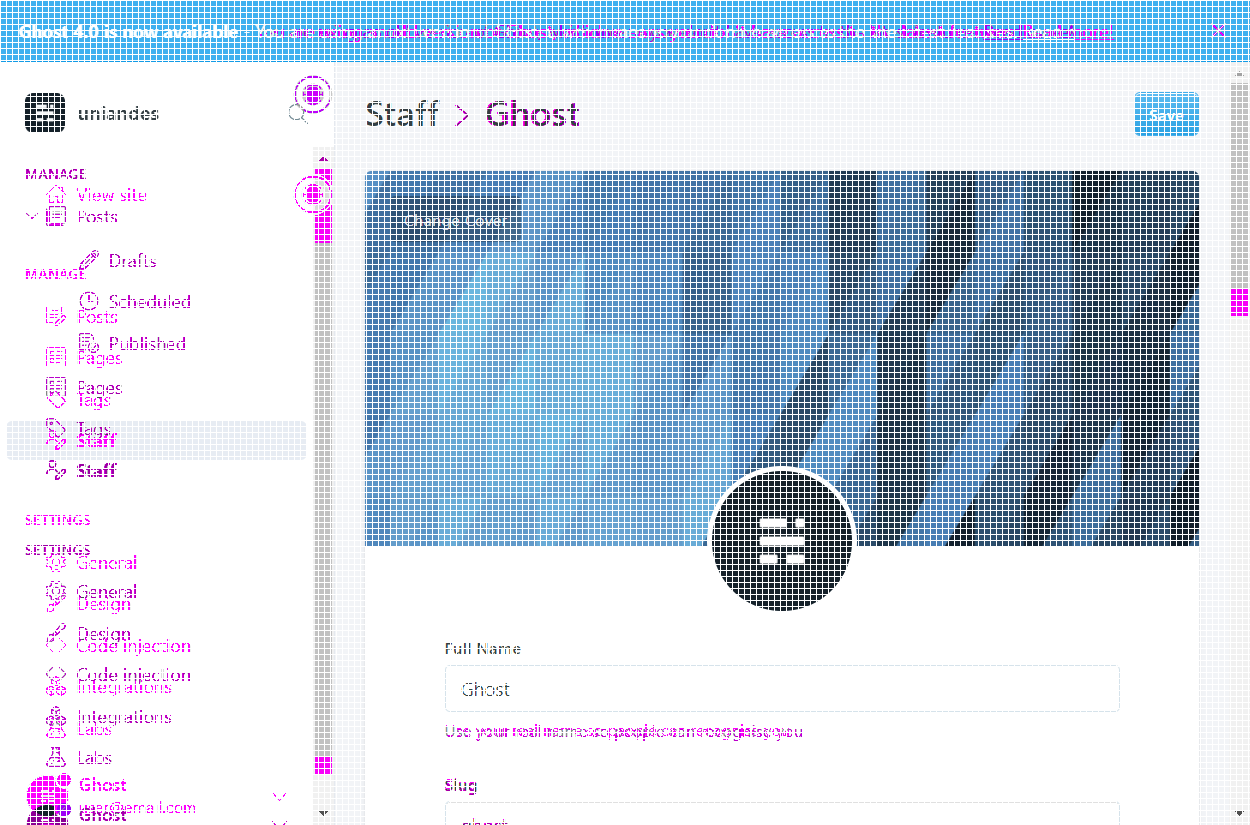 Ghost 4.0 is now available - You are
uniandes
Staff > Ghost
Save
MANAGE
View site
Posts
Change Cover
Drafts
MANAGE
Scheduled
Posts
Published
Pages
Pages
Tags
Tags
Staff
Staff
SETTINGS
SETTINGS
General
General
Design
Design
Code injection
Code injection
Integrations
Integrations
Labs
Labs
Full Name
Ghost
Use your real name so people can recognise you
Slug
ghost
Ghost
user@email.com
Ghost